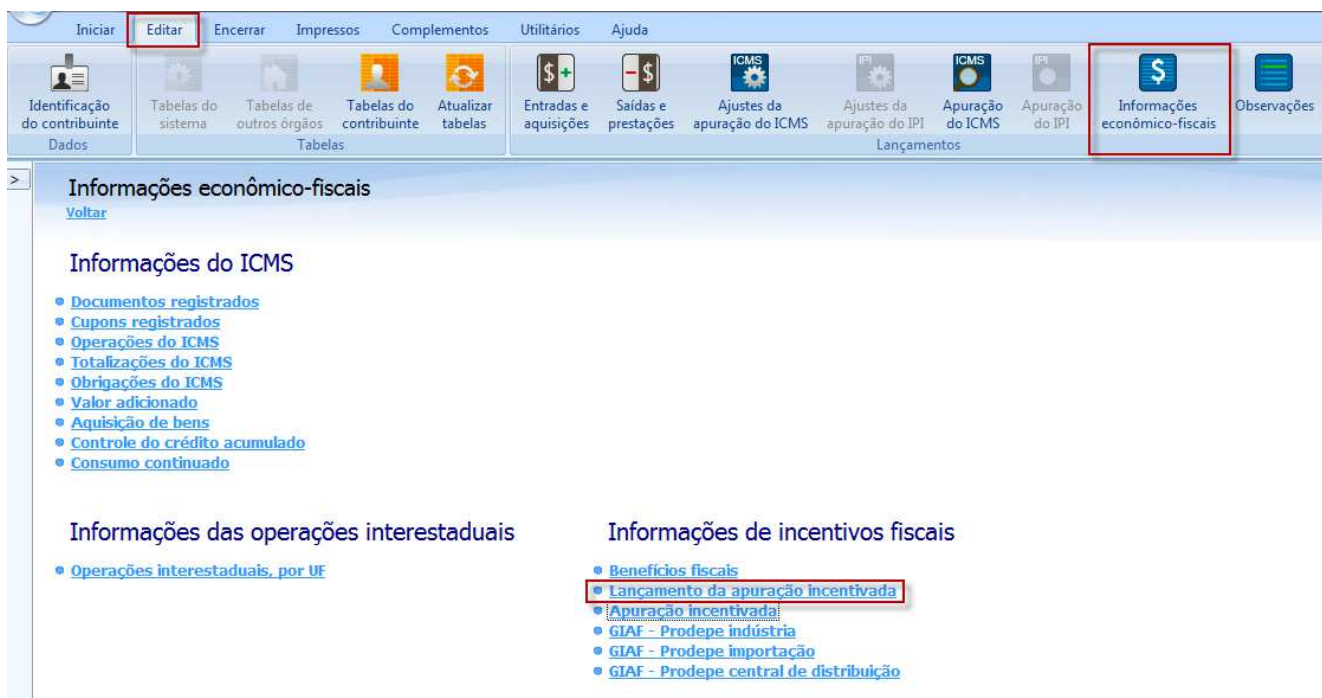 Iniciar Editar Encerrar Impressos Complementos Utilitários Ajuda
$ + - $ ICMS IPI ICMS IPI $
Identificação do contribuinte
Tabelas do sistema
Tabelas de outros órgãos
Tabelas do contribuinte
Atualizar tabelas
Entradas e aquisições
Saídas e prestações
Ajustes da apuração do ICMS
Ajustes da apuração do IPI
Apuração do ICMS
Apuração do IPI
Informações econômico-fiscais
Observações
Dados Tabelas Lançamentos
>
Informações econômico-fiscais
Voltar
Informações do ICMS
Documentos registrados
Cupons registrados
Operações do ICMS
Totalizações do ICMS
Obrigações do ICMS
Valor adicionado
Aquisição de bens
Controle do crédito acumulado
Consumo continuado
Informações das operações interestaduais
Operações interestaduais, por UF
Informações de incentivos fiscais
Benefícios fiscais
Lançamento da apuração incentivada
Apuração incentivada
GIAF - Prodepe indústria
GIAF - Prodepe importação
GIAF - Prodepe central de distribuição